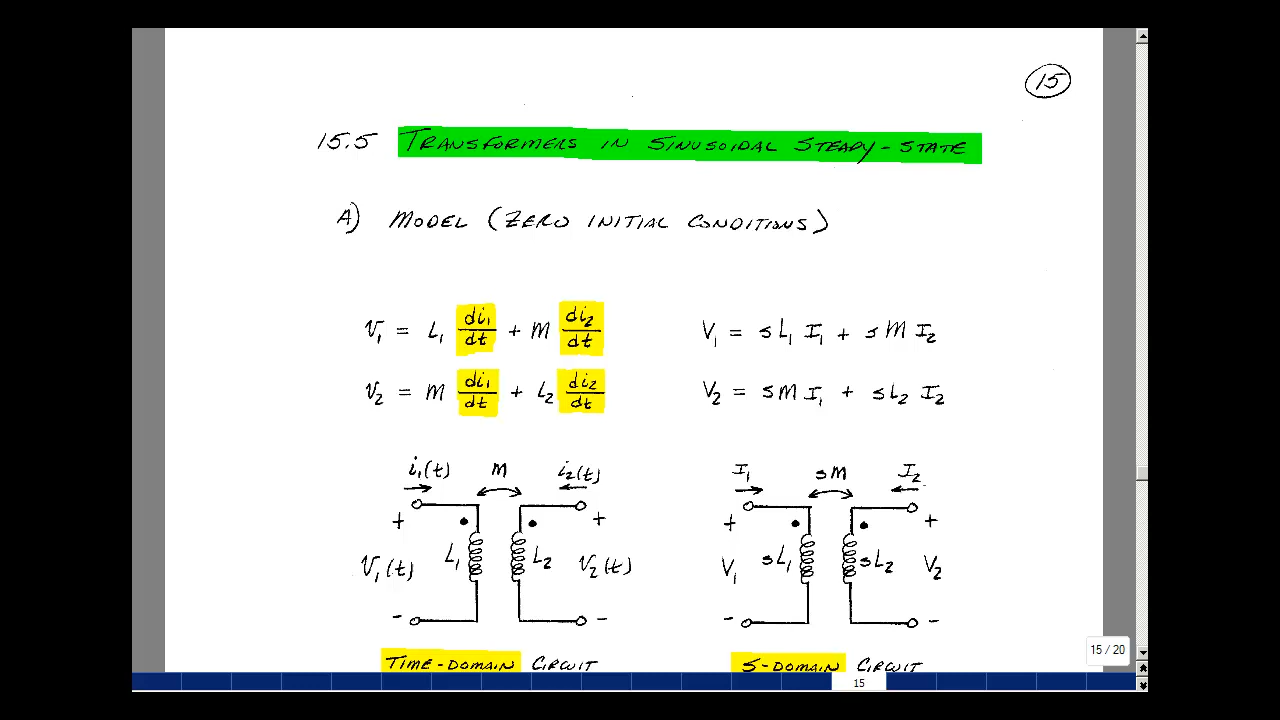 15
15.5 TRANSFORMERS IN SINUSOIDAL STEADY-STATE
A) MODEL (ZERO INITIAL CONDITIONS)
v₁ = L₁ di₁/dt + M di₂/dt
V₁ = sL₁ I₁ + sM I₂
v₂ = M di₁/dt + L₂ di₂/dt
V₂ = sM I₁ + sL₂ I₂
i₁(t) M i₂(t)
I₁ sM I₂
+ +
+ +
v₁(t) L₁ L₂ v₂(t)
V₁ sL₁ sL₂ V₂
- -
- -
TIME-DOMAIN CIRCUIT
S-DOMAIN CIRCUIT
15 / 20
15